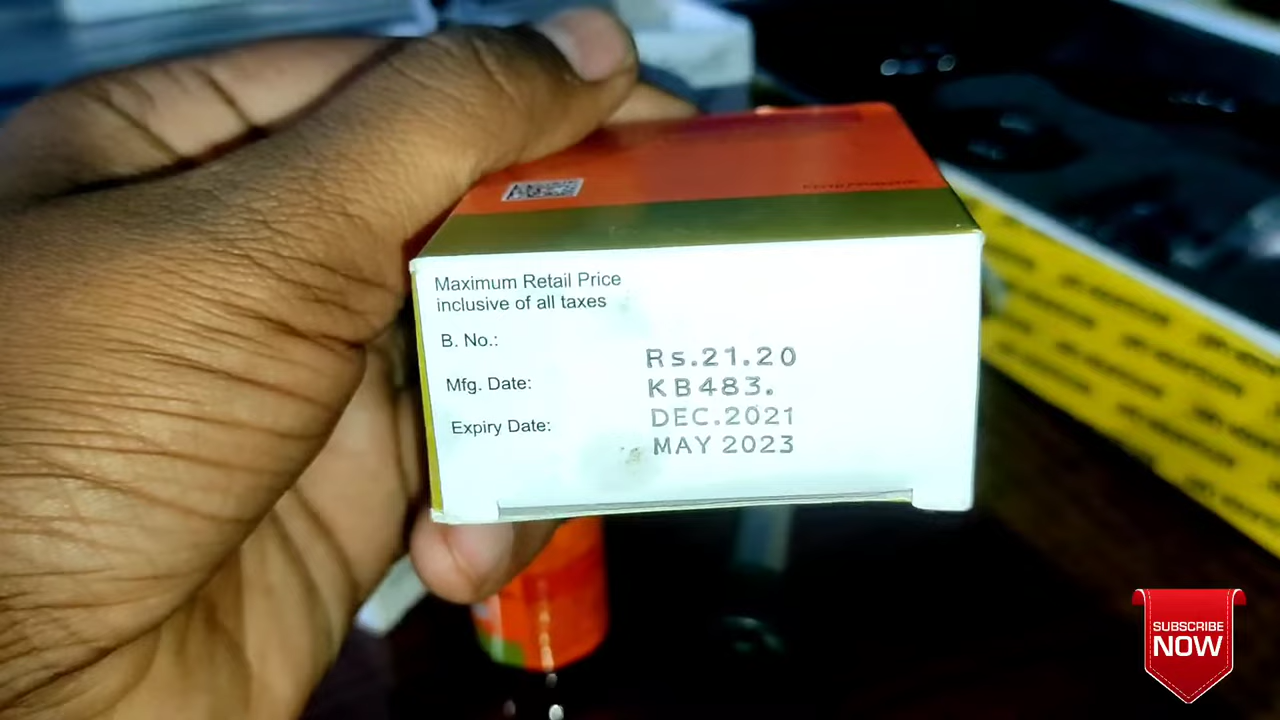 Maximum Retail Price
inclusive of all taxes
B. No.:
Mfg. Date:
Expiry Date:
Rs.21.20
KB483.
DEC.2021
MAY 2023
SUBSCRIBE
NOW